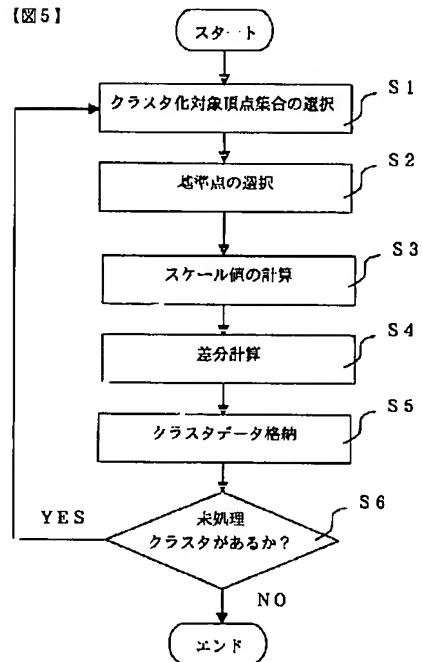 【図5】
スタート
クラスタ化対象頂点集合の選択
S1
基準点の選択
S2
スケール値の計算
S3
差分計算
S4
クラスタデータ格納
S5
未処理
クラスタがあるか?
S6
YES
NO
エンド